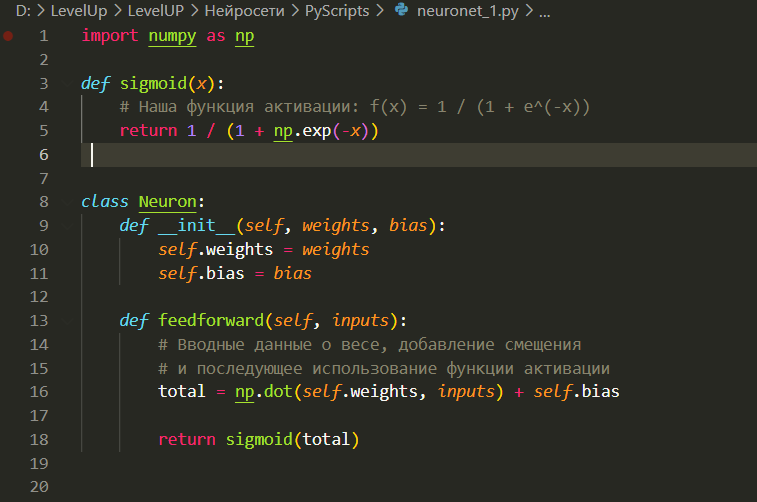 D: > LevelUp > LevelUP > Нейросети > PyScripts > neuronet_1.py > ...
1 import numpy as np
2
3 def sigmoid(x):
4 # Наша функция активации: f(x) = 1 / (1 + e^(-x))
5 return 1 / (1 + np.exp(-x))
6
7
8 class Neuron:
9 def __init__(self, weights, bias):
10 self.weights = weights
11 self.bias = bias
12
13 def feedforward(self, inputs):
14 # Вводные данные о весе, добавление смещения
15 # и последующее использование функции активации
16 total = np.dot(self.weights, inputs) + self.bias
17
18 return sigmoid(total)
19
20